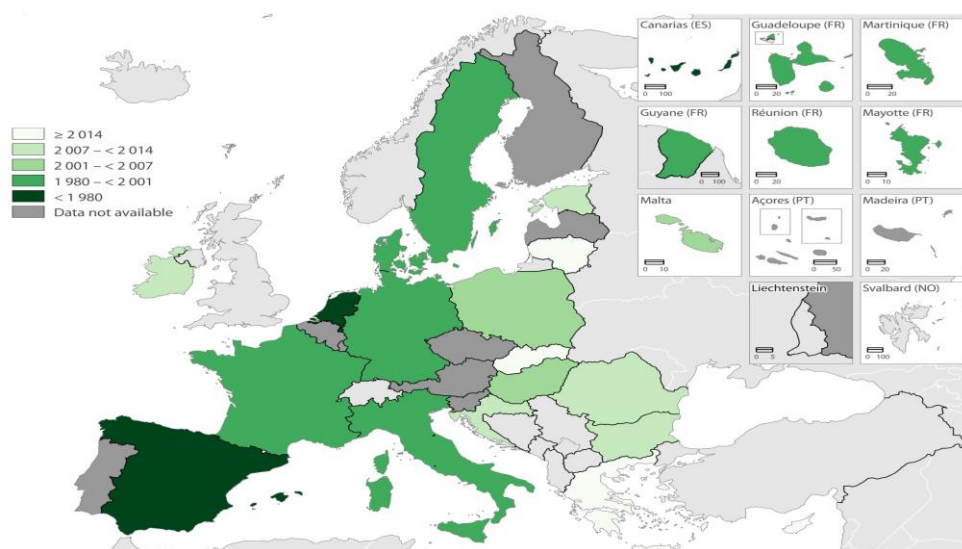 Canarias (ES)
0 100
Guadeloupe (FR)
0 20
Martinique (FR)
0 20
Guyane (FR)
0 100
Réunion (FR)
0 20
Mayotte (FR)
0 10
≥ 2 014
2 007 – < 2 014
2 001 – < 2 007
1 980 – < 2 001
< 1 980
Data not available
Malta
0 10
Açores (PT)
0 50
Madeira (PT)
0 20
Liechtenstein
0 5
Svalbard (NO)
0 100